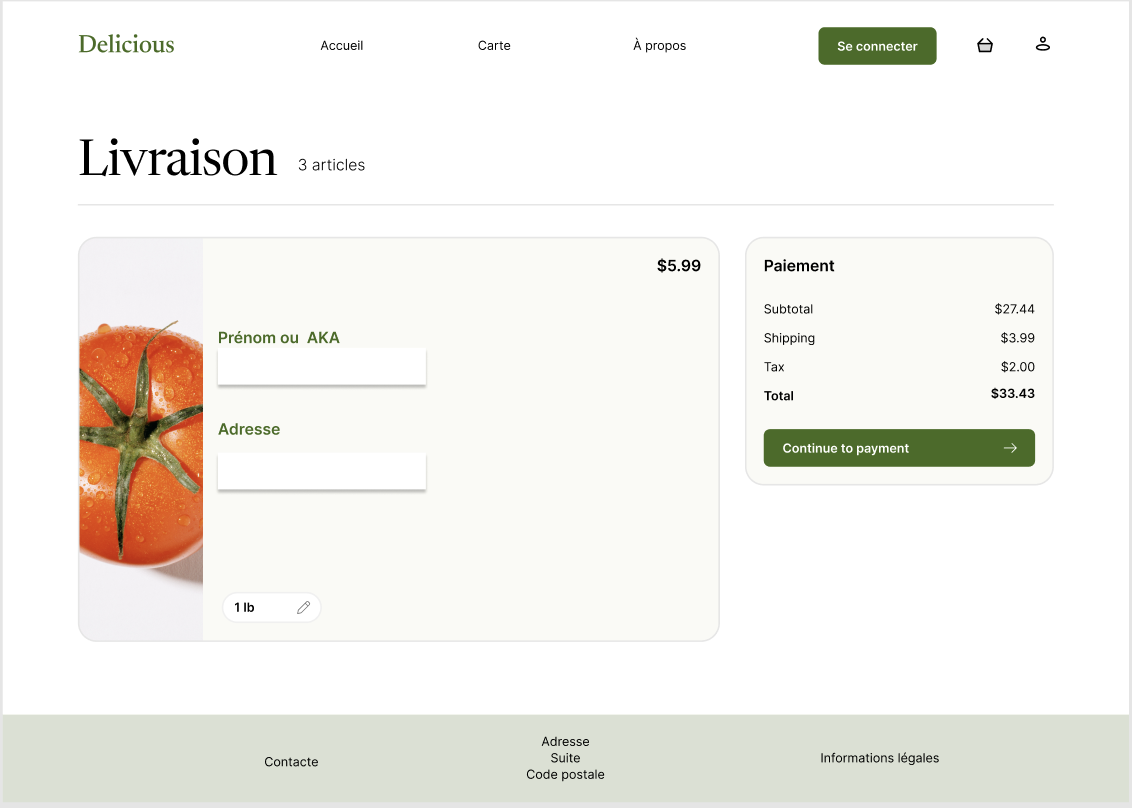 Delicious
Accueil
Carte
À propos
Se connecter
Livraison
3 articles
$5.99
Prénom ou  AKA
Adresse
1 lb
Paiement
Subtotal $27.44
Shipping $3.99
Tax $2.00
Total $33.43
Continue to payment
Contacte
Adresse
Suite
Code postale
Informations légales